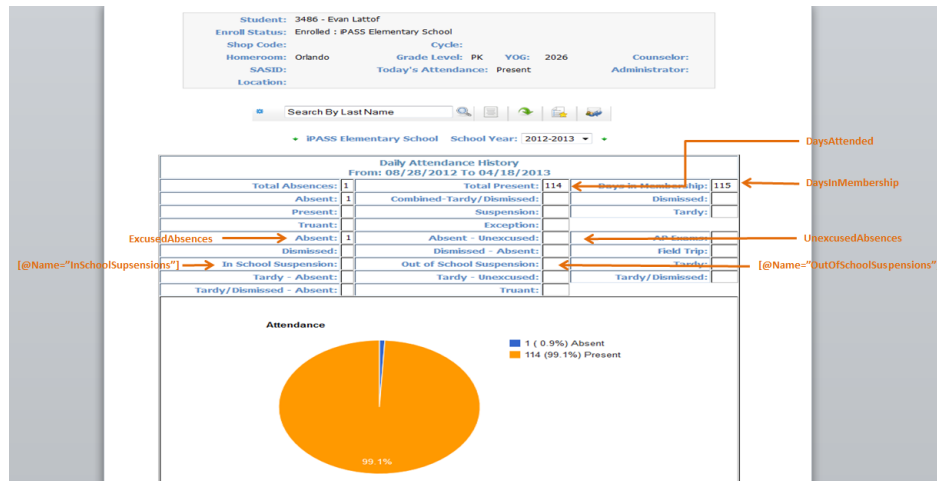 Student: 3486 - Evan Lattof
Enroll Status: Enrolled : iPASS Elementary School
Shop Code: Cycle:
Homeroom: Orlando Grade Level: PK YOG: 2026 Counselor:
SASID: Today's Attendance: Present Administrator:
Location:
Search By Last Name
iPASS Elementary School School Year: 2012-2013
DaysAttended
Daily Attendance History
From: 08/28/2012 To 04/18/2013
Total Absences: 1 Total Present: 114 Days in Membership: 115 DaysInMembership
Absent: 1 Combined-Tardy/Dismissed: Dismissed:
Present: Suspension: Tardy:
Truant: Exception:
ExcusedAbsences Absent: 1 Absent - Unexcused: AP Exams: UnexcusedAbsences
Dismissed: Dismissed - Absent: Field Trip:
[@Name="InSchoolSupsensions"] In School Suspension: Out of School Suspension: Tardy: [@Name="OutOfSchoolSuspensions"
Tardy - Absent: Tardy - Unexcused: Tardy/Dismissed:
Tardy/Dismissed - Absent: Truant:
Attendance
1 ( 0.9%) Absent
114 (99.1%) Present
99.1%